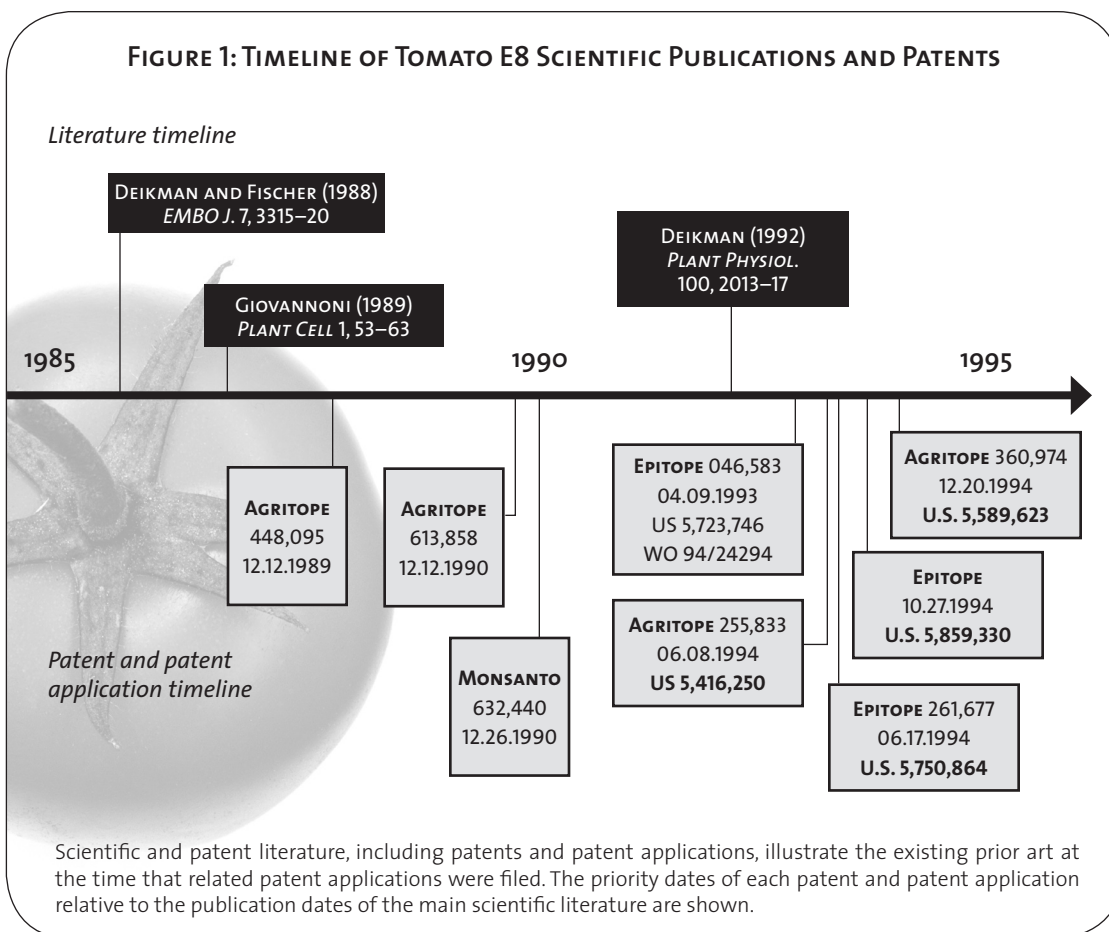 FIGURE 1: TIMELINE OF TOMATO E8 SCIENTIFIC PUBLICATIONS AND PATENTS
Literature timeline
DEIKMAN AND FISCHER (1988)
EMBO J. 7, 3315–20
GIOVANNONI (1989)
PLANT CELL 1, 53–63
DEIKMAN (1992)
PLANT PHYSIOL.
100, 2013–17
1985
1990
1995
AGRITOPE
448,095
12.12.1989
AGRITOPE
613,858
12.12.1990
MONSANTO
632,440
12.26.1990
EPITOPE 046,583
04.09.1993
US 5,723,746
WO 94/24294
AGRITOPE 255,833
06.08.1994
US 5,416,250
EPITOPE 261,677
06.17.1994
U.S. 5,750,864
EPITOPE
10.27.1994
U.S. 5,859,330
AGRITOPE 360,974
12.20.1994
U.S. 5,589,623
Patent and patent
application timeline
Scientific and patent literature, including patents and patent applications, illustrate the existing prior art at
the time that related patent applications were filed. The priority dates of each patent and patent application
relative to the publication dates of the main scientific literature are shown.